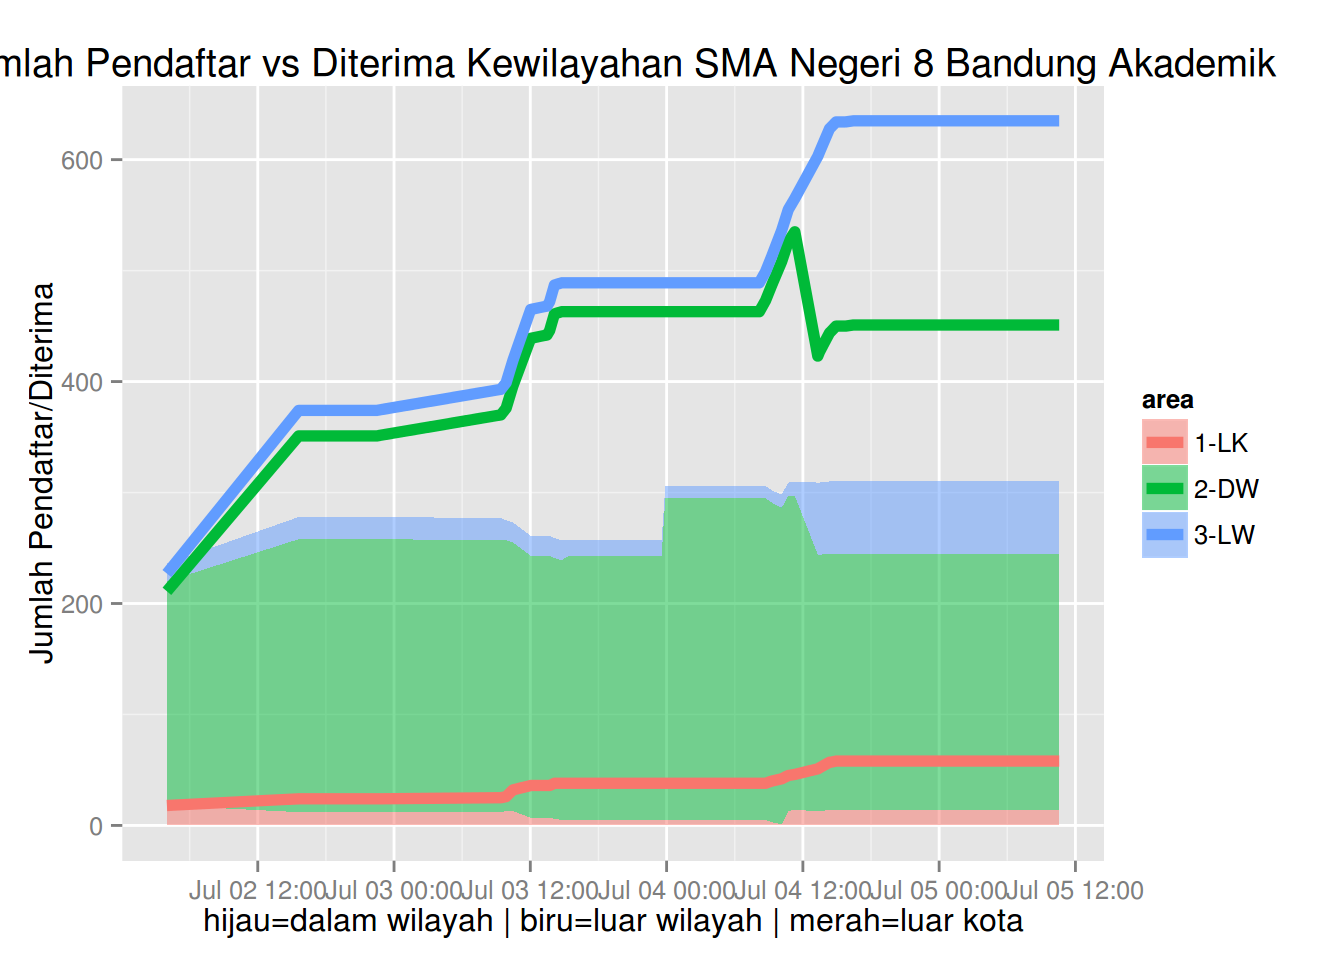 mlah Pendaftar vs Diterima Kewilayahan SMA Negeri 8 Bandung Akademik
Jumlah Pendaftar/Diterima
600
400
200
0
Jul 02 12:00
Jul 03 00:00
Jul 03 12:00
Jul 04 00:00
Jul 04 12:00
Jul 05 00:00
Jul 05 12:00
hijau=dalam wilayah | biru=luar wilayah | merah=luar kota
area
1-LK
2-DW
3-LW